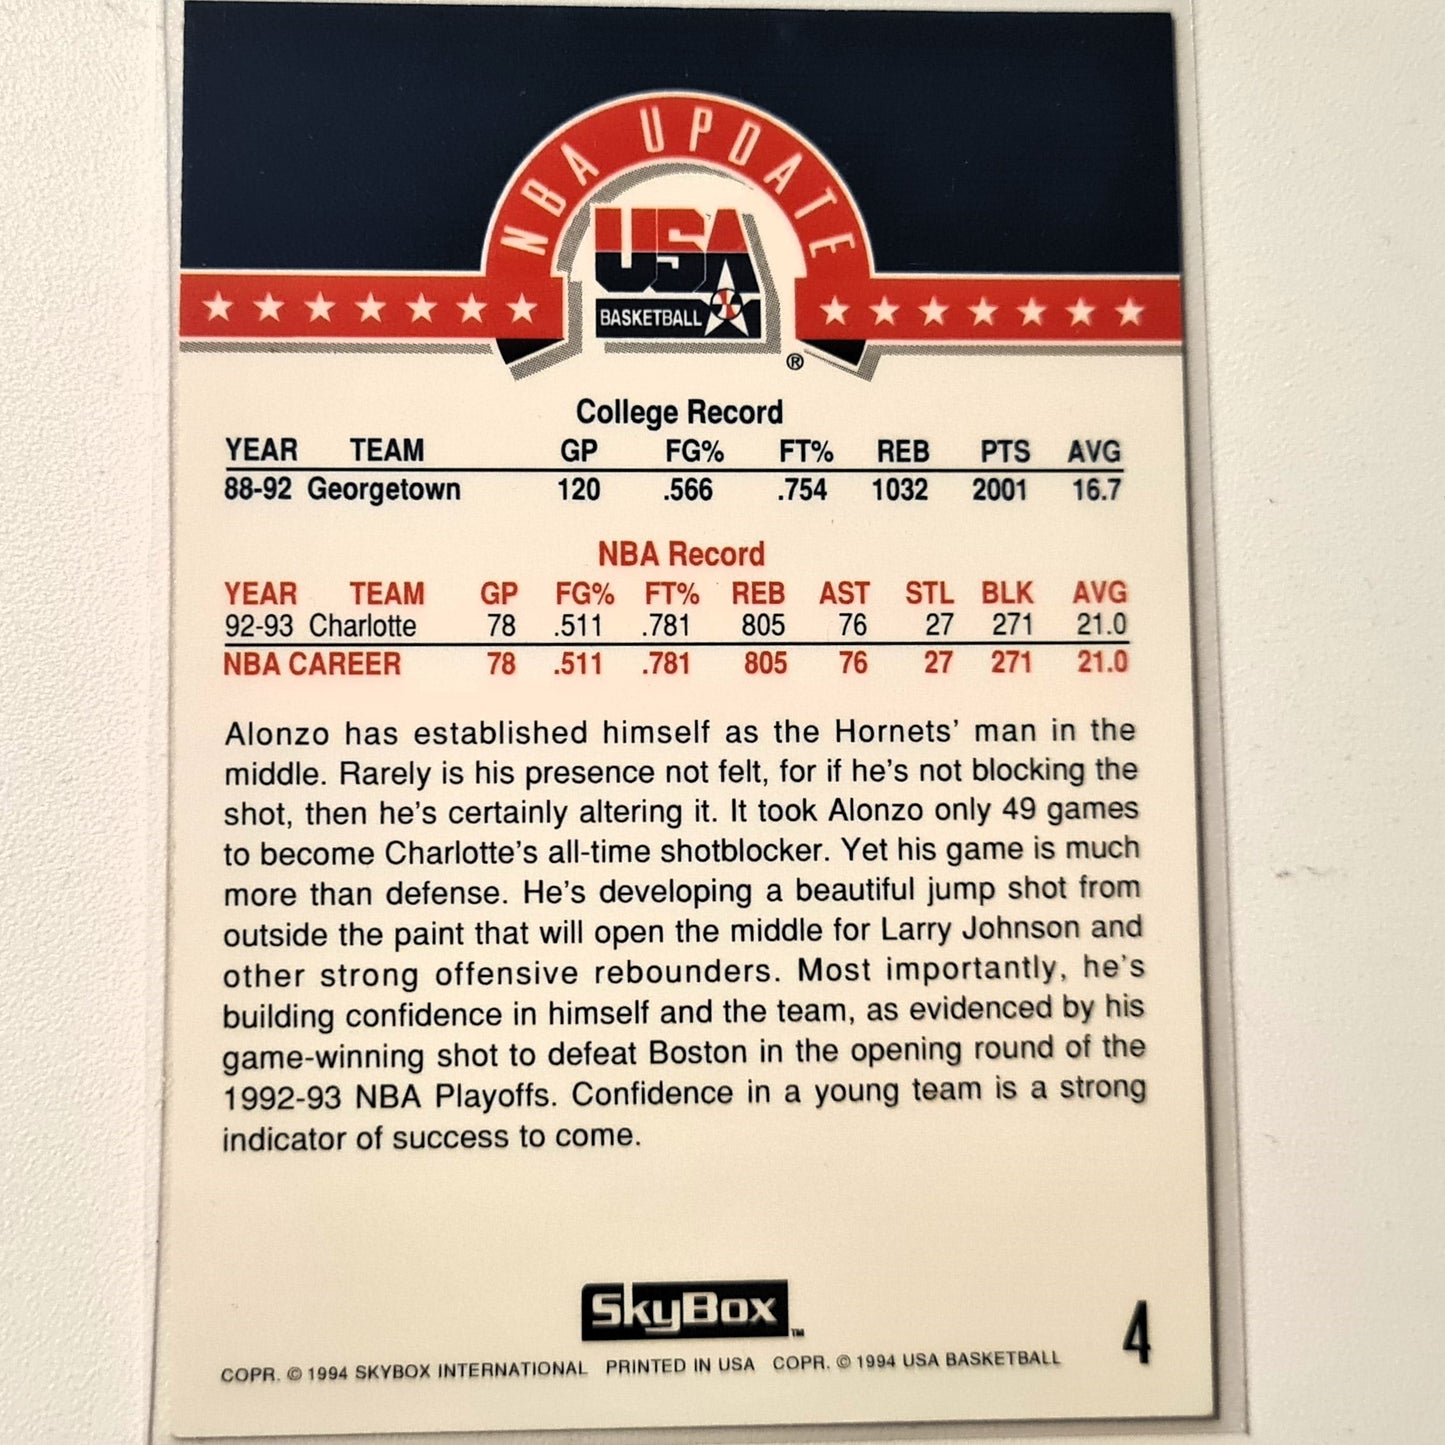 NBA UPDATE
USA
BASKETBALL
®
College Record
YEAR TEAM GP FG% FT% REB PTS AVG
88-92 Georgetown 120 .566 .754 1032 2001 16.7
NBA Record
YEAR TEAM GP FG% FT% REB AST STL BLK AVG
92-93 Charlotte 78 .511 .781 805 76 27 271 21.0
NBA CAREER 78 .511 .781 805 76 27 271 21.0
Alonzo has established himself as the Hornets' man in the
middle. Rarely is his presence not felt, for if he's not blocking the
shot, then he's certainly altering it. It took Alonzo only 49 games
to become Charlotte's all-time shotblocker. Yet his game is much
more than defense. He's developing a beautiful jump shot from
outside the paint that will open the middle for Larry Johnson and
other strong offensive rebounders. Most importantly, he's
building confidence in himself and the team, as evidenced by his
game-winning shot to defeat Boston in the opening round of the
1992-93 NBA Playoffs. Confidence in a young team is a strong
indicator of success to come.
SkyBox™
4
COPR. © 1994 SKYBOX INTERNATIONAL PRINTED IN USA COPR. © 1994 USA BASKETBALL